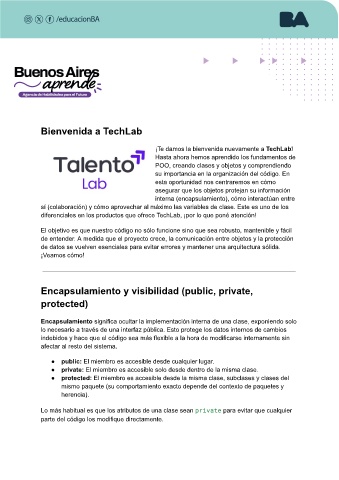 /educacionBA
BA
Buenos Aires
aprende
Agencia de Habilidades para el Futuro
Bienvenida a TechLab
Talento
Lab
¡Te damos la bienvenida nuevamente a TechLab!
Hasta ahora hemos aprendido los fundamentos de
POO, creando clases y objetos y comprendiendo
su importancia en la organización del código. En
esta oportunidad nos centraremos en cómo
asegurar que los objetos protejan su información
interna (encapsulamiento), cómo interactúan entre
sí (colaboración) y cómo aprovechar al máximo las variables de clase. Este es uno de los
diferenciales en los productos que ofrece TechLab, ¡por lo que poné atención!
El objetivo es que nuestro código no sólo funcione sino que sea robusto, mantenible y fácil
de entender. A medida que el proyecto crece, la comunicación entre objetos y la protección
de datos se vuelven esenciales para evitar errores y mantener una arquitectura sólida.
¡Veamos cómo!
Encapsulamiento y visibilidad (public, private,
protected)
Encapsulamiento significa ocultar la implementación interna de una clase, exponiendo solo
lo necesario a través de una interfaz pública. Esto protege los datos internos de cambios
indebidos y hace que el código sea más flexible a la hora de modificarse internamente sin
afectar al resto del sistema.
● public: El miembro es accesible desde cualquier lugar.
● private: El miembro es accesible solo desde dentro de la misma clase.
● protected: El miembro es accesible desde la misma clase, subclases y clases del
mismo paquete (su comportamiento exacto depende del contexto de paquetes y
herencia).
Lo más habitual es que los atributos de una clase sean private para evitar que cualquier
parte del código los modifique directamente.